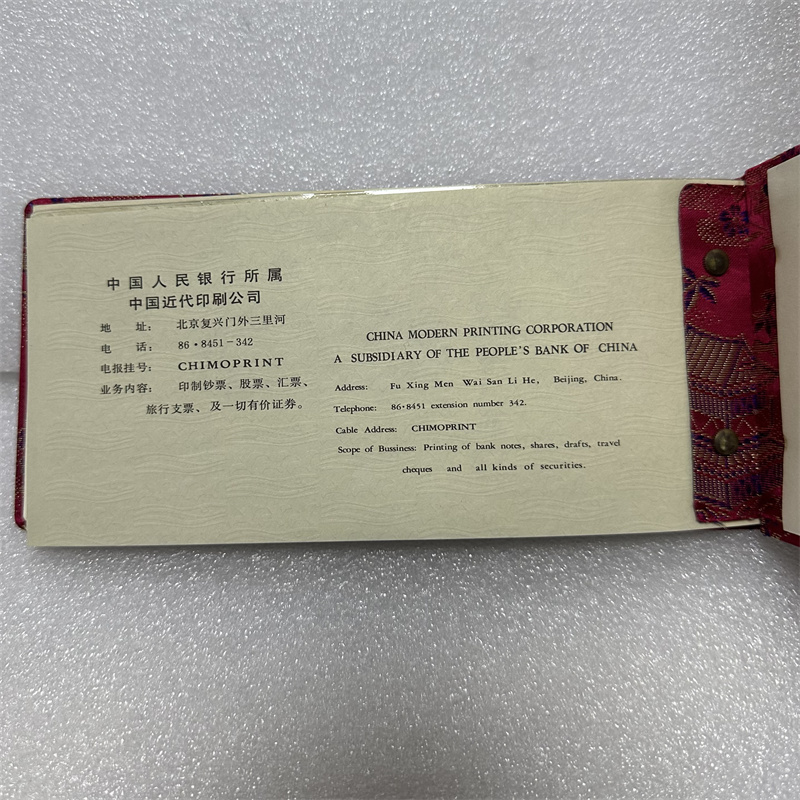 中国人民银行所属
中国近代印刷公司
地 址： 北京复兴门外三里河
电 话： 86·8451-342
电报挂号： CHIMOPRINT
业务内容： 印制钞票、股票、汇票、
旅行支票、及一切有价证券。
CHINA MODERN PRINTING CORPORATION
A SUBSIDIARY OF THE PEOPLE'S BANK OF CHINA
Address: Fu Xing Men Wai San Li He, Beijing, China.
Telephone: 86·8451 extension number 342.
Cable Address: CHIMOPRINT
Scope of Bussiness: Printing of bank notes, shares, drafts, travel
cheques and all kinds of securities.